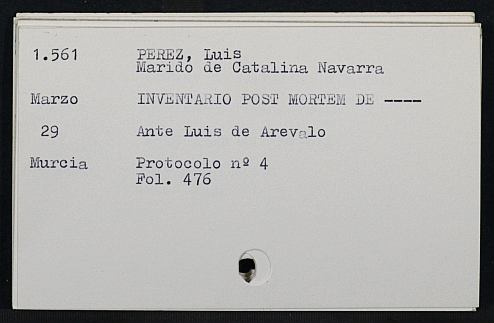 1.561 PEREZ, Luis
Marido de Catalina Navarra
Marzo INVENTARIO POST MORTEM DE ----
29 Ante Luis de Arevalo
Murcia Protocolo nº 4
Fol. 476